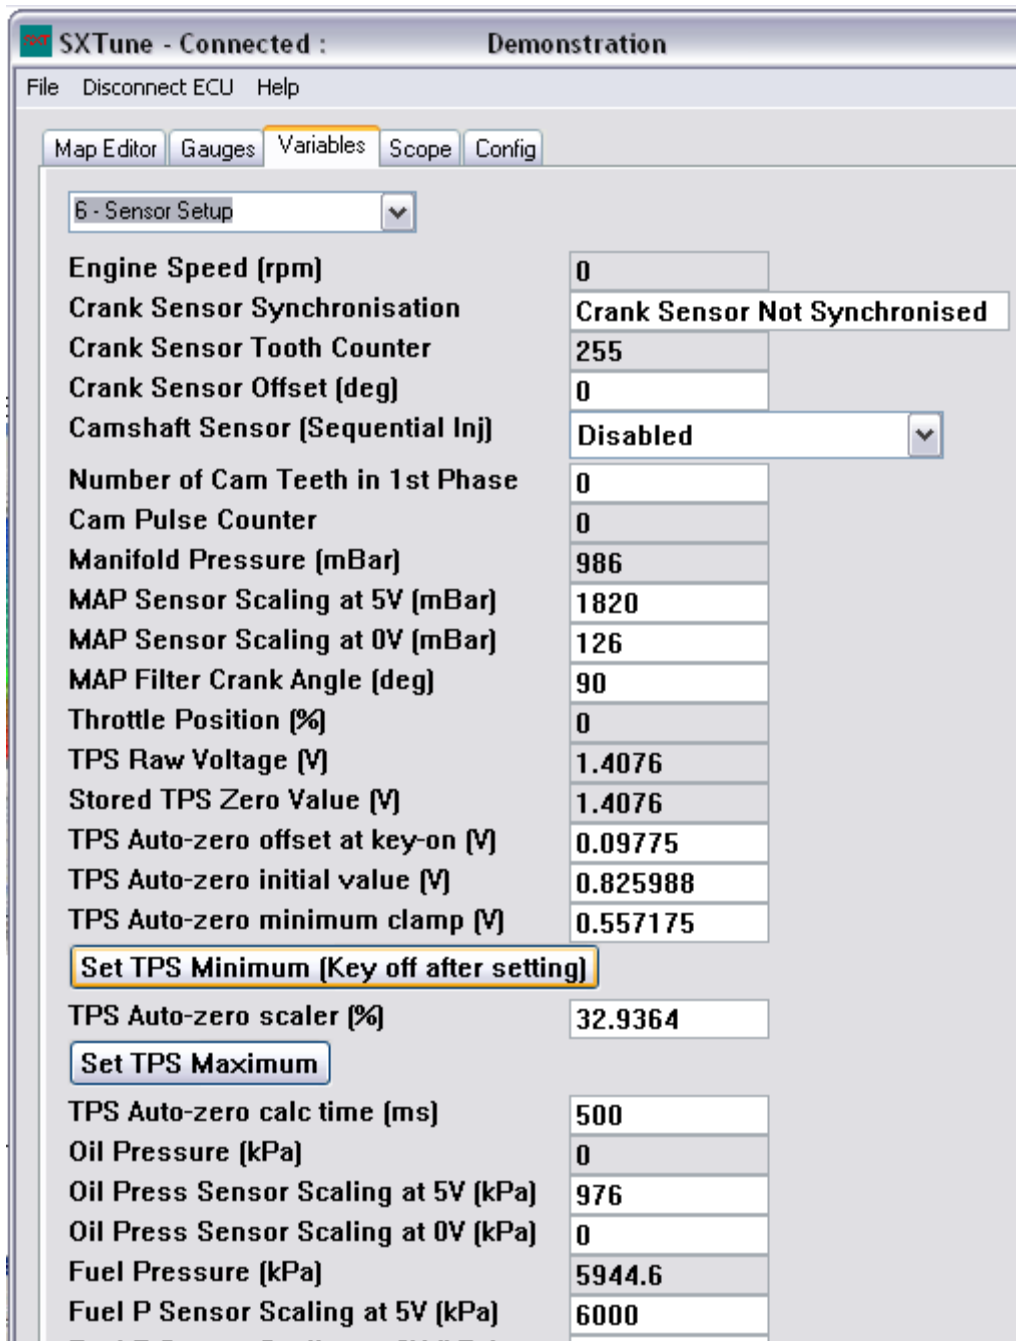 SXT SXTune - Connected : Demonstration
File Disconnect ECU Help
Map Editor Gauges Variables Scope Config
6 - Sensor Setup
Engine Speed (rpm) 0
Crank Sensor Synchronisation Crank Sensor Not Synchronised
Crank Sensor Tooth Counter 255
Crank Sensor Offset (deg) 0
Camshaft Sensor (Sequential Inj) Disabled
Number of Cam Teeth in 1st Phase 0
Cam Pulse Counter 0
Manifold Pressure (mBar) 986
MAP Sensor Scaling at 5V (mBar) 1820
MAP Sensor Scaling at 0V (mBar) 126
MAP Filter Crank Angle (deg) 90
Throttle Position (%) 0
TPS Raw Voltage (V) 1.4076
Stored TPS Zero Value (V) 1.4076
TPS Auto-zero offset at key-on (V) 0.09775
TPS Auto-zero initial value (V) 0.825988
TPS Auto-zero minimum clamp (V) 0.557175
Set TPS Minimum (Key off after setting)
TPS Auto-zero scaler (%) 32.9364
Set TPS Maximum
TPS Auto-zero calc time (ms) 500
Oil Pressure (kPa) 0
Oil Press Sensor Scaling at 5V (kPa) 976
Oil Press Sensor Scaling at 0V (kPa) 0
Fuel Pressure (kPa) 5944.6
Fuel P Sensor Scaling at 5V (kPa) 6000